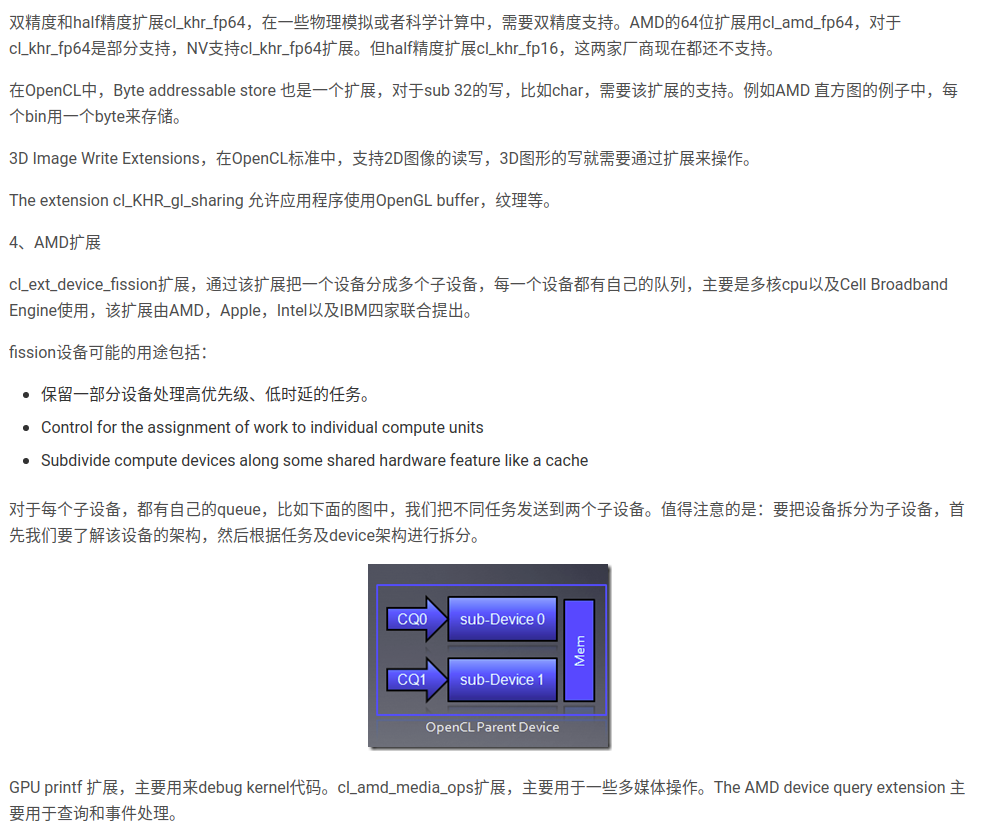 双精度和half精度扩展cl_khr_fp64，在一些物理模拟或者科学计算中，需要双精度支持。AMD的64位扩展用cl_amd_fp64，对于
cl_khr_fp64是部分支持，NV支持cl_khr_fp64扩展。但half精度扩展cl_khr_fp16，这两家厂商现在都还不支持。
在OpenCL中，Byte addressable store 也是一个扩展，对于sub 32的写，比如char，需要该扩展的支持。例如AMD 直方图的例子中，每
个bin用一个byte来存储。
3D Image Write Extensions，在OpenCL标准中，支持2D图像的读写，3D图形的写就需要通过扩展来操作。
The extension cl_KHR_gl_sharing 允许应用程序使用OpenGL buffer，纹理等。
4、AMD扩展
cl_ext_device_fission扩展，通过该扩展把一个设备分成多个子设备，每一个设备都有自己的队列，主要是多核cpu以及Cell Broadband
Engine使用，该扩展由AMD，Apple，Intel以及IBM四家联合提出。
fission设备可能的用途包括：
• 保留一部分设备处理高优先级、低时延的任务。
• Control for the assignment of work to individual compute units
• Subdivide compute devices along some shared hardware feature like a cache
对于每个子设备，都有自己的queue，比如下面的图中，我们把不同任务发送到两个子设备。值得注意的是：要把设备拆分为子设备，首
先我们要了解该设备的架构，然后根据任务及device架构进行拆分。
CQ0
sub-Device 0
CQ1
sub-Device 1
Mem
OpenCL Parent Device
GPU printf 扩展，主要用来debug kernel代码。cl_amd_media_ops扩展，主要用于一些多媒体操作。The AMD device query extension 主
要用于查询和事件处理。